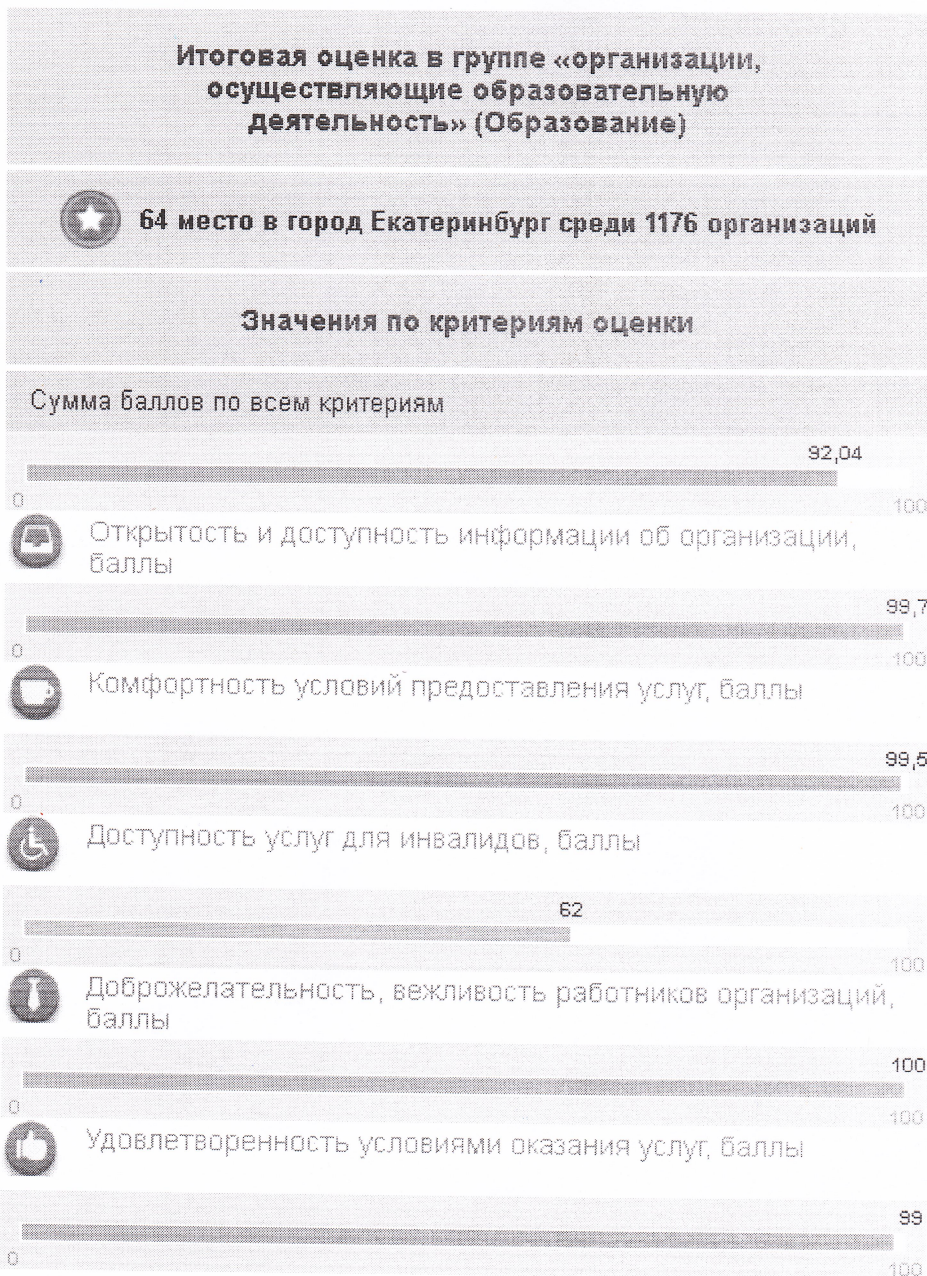 Итоговая оценка в группе «организации,
осуществляющие образовательную
деятельность» (Образование)
64 место в город Екатеринбург среди 1176 организаций
Значения по критериям оценки
Сумма баллов по всем критериям
92,04
0
100
Открытость и доступность информации об организации,
баллы
99,7
0
100
Комфортность условий предоставления услуг, баллы
99,5
0
100
Доступность услуг для инвалидов, баллы
62
0
100
Доброжелательность, вежливость работников организаций,
баллы
100
0
100
Удовлетворенность условиями оказания услуг, баллы
99
0
100